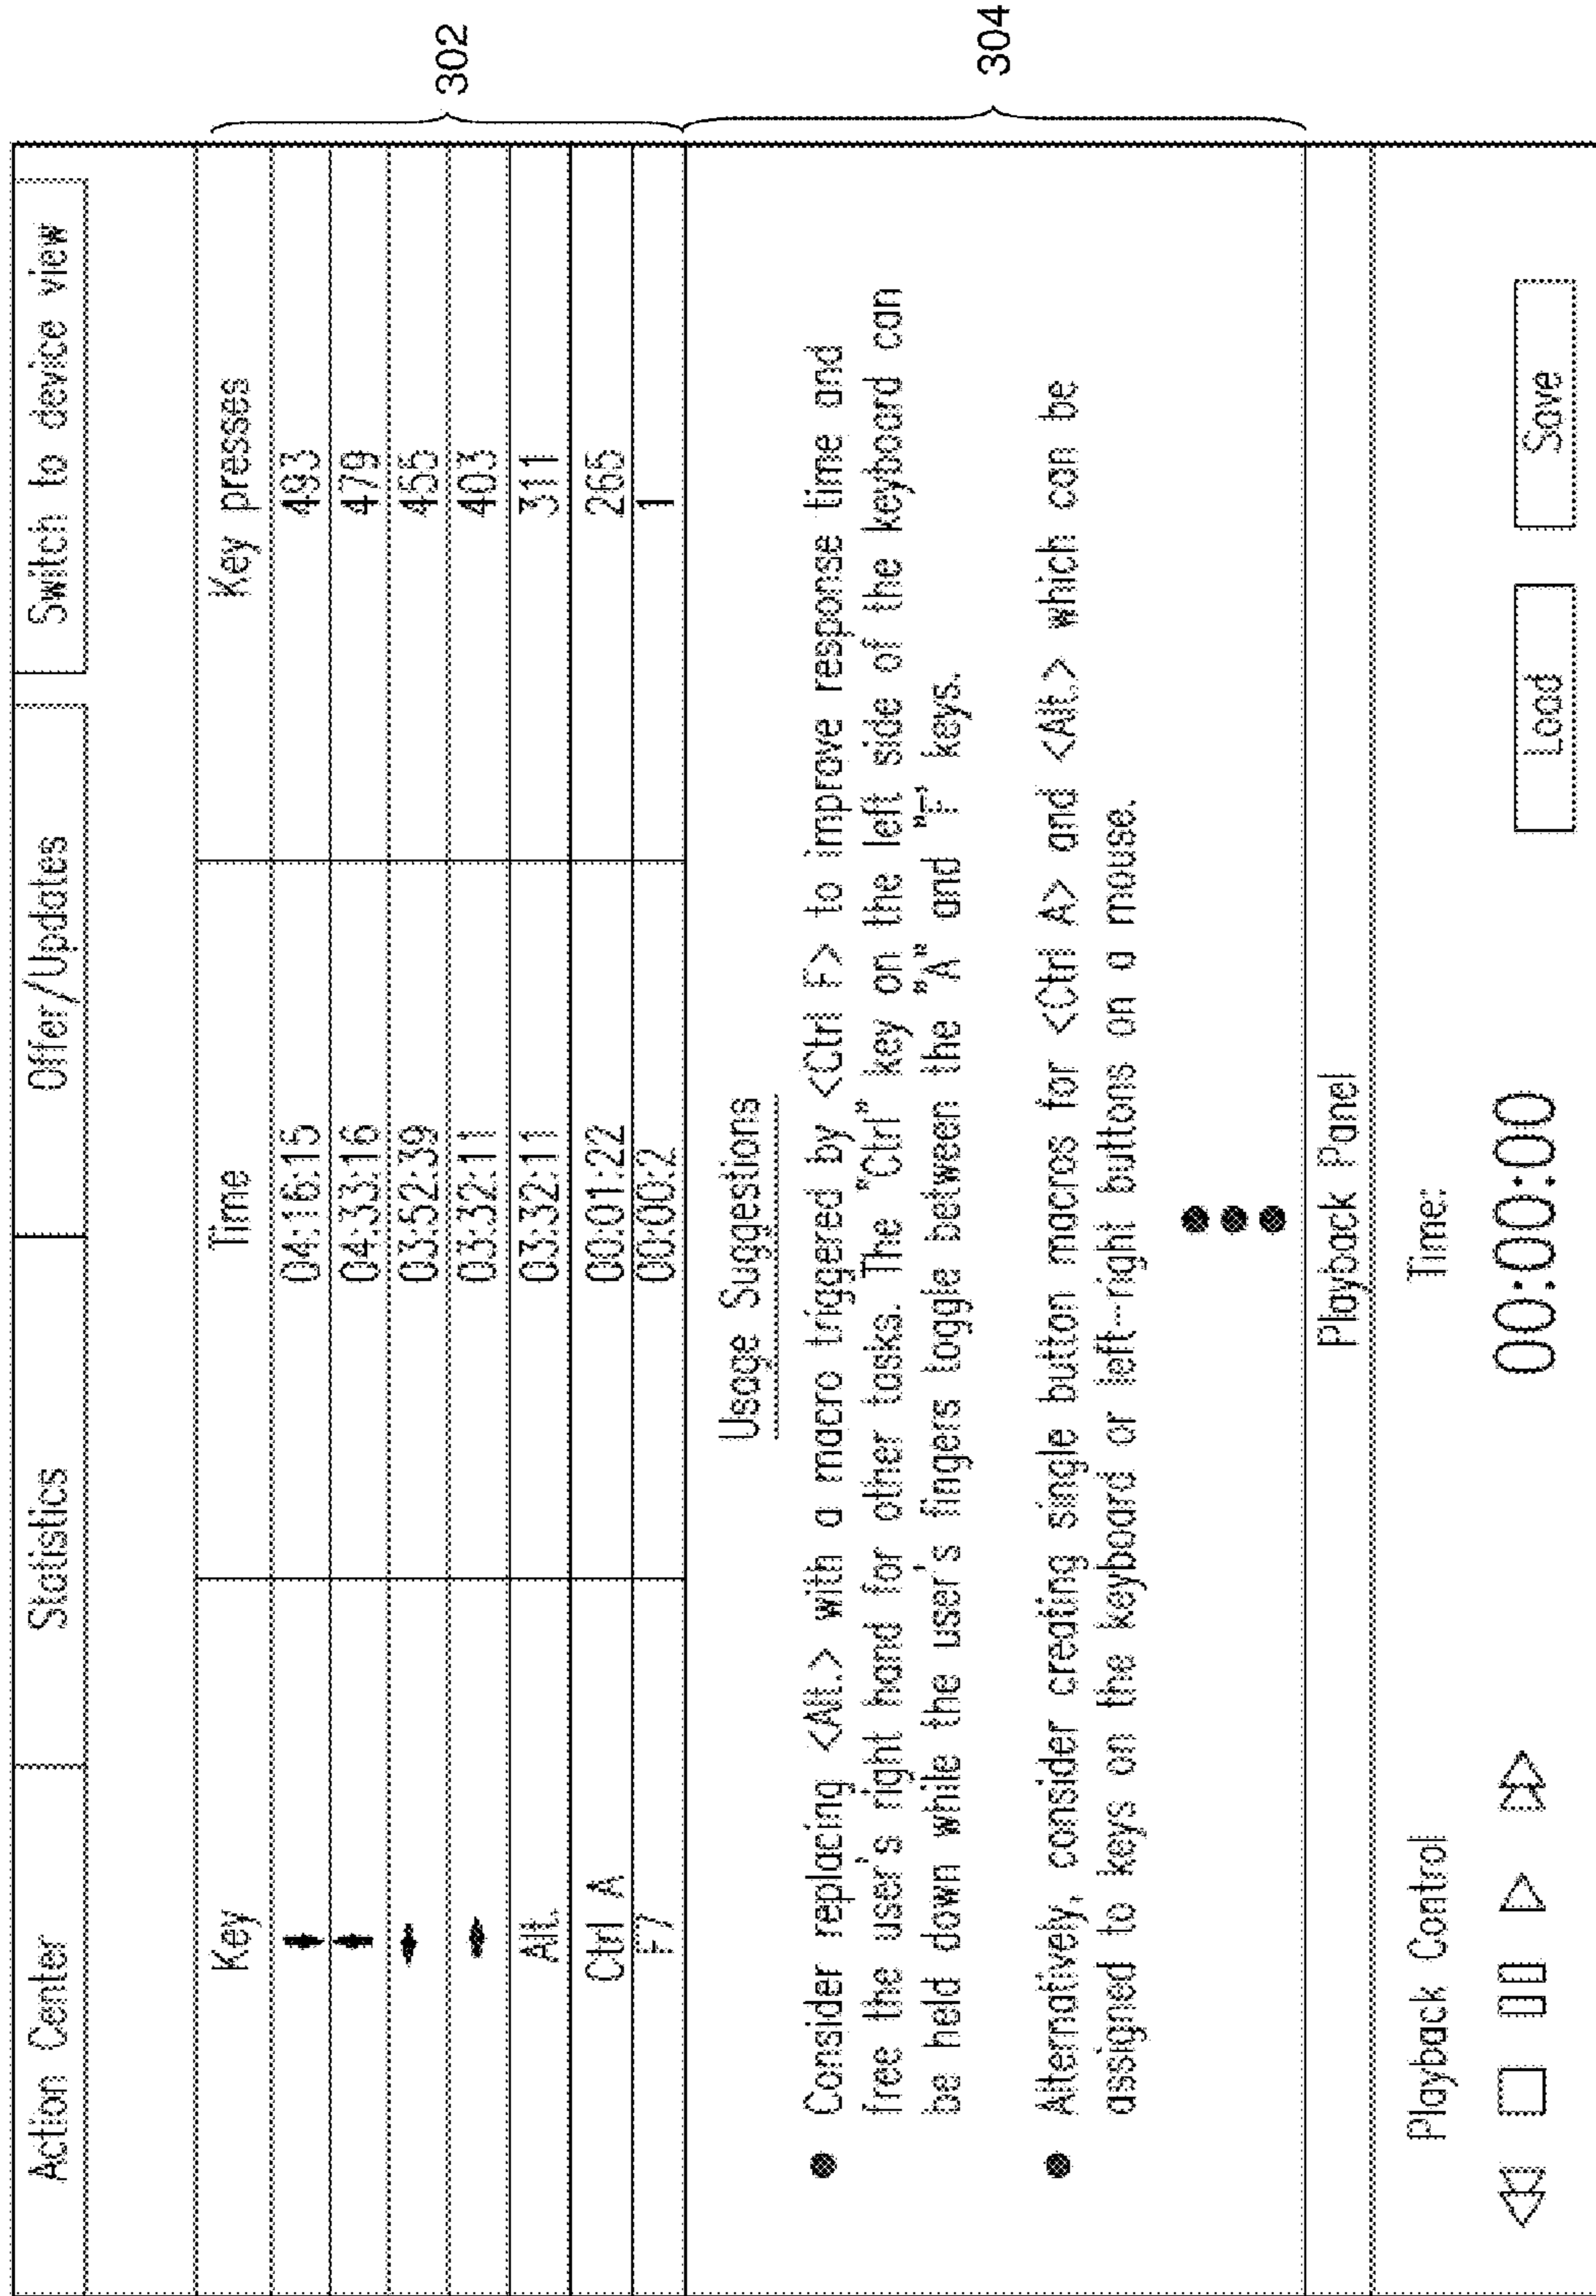 Action Center Statistics Offer/Updates Switch to device view
Key Time Key presses
04:16:15 493
04:33:16 479
03:52:39 455
03:32:11 403
Alt. 03:32:11 311
Ctrl A 00:01:22 265
F7 00:00:2 1
302
Usage Suggestions
● Consider replacing <Alt.> with a macro triggered by <Ctrl F> to improve response time and
free the user's right hand for other tasks. The "Ctrl" key on the left side of the keyboard can
be held down while the user's fingers toggle between the "A" and "F" keys.
● Alternatively, consider creating single button macros for <Ctrl A> and <Alt.> which can be
assigned to keys on the keyboard or left--right buttons on a mouse.
304
Playback Panel
Playback Control Time:
00:00:00 Load Save